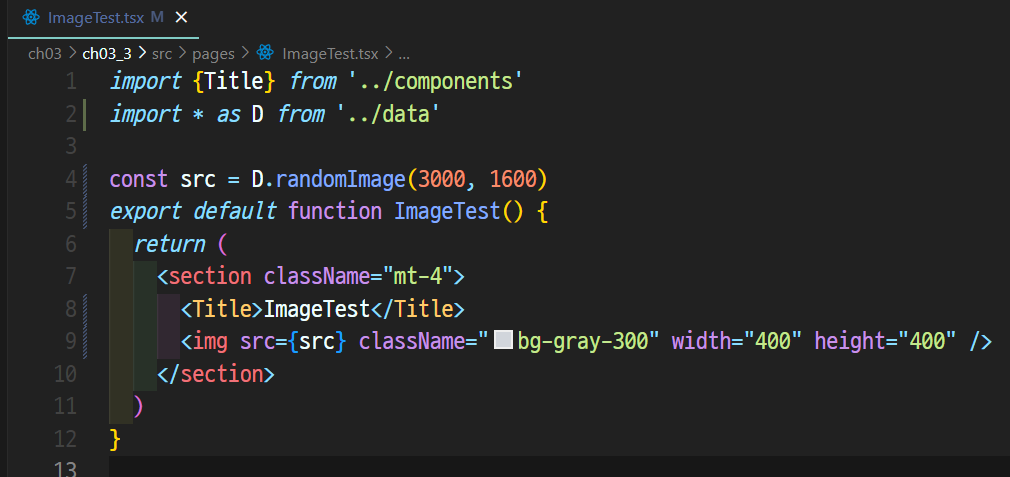 ImageTest.tsx M
ch03 > ch03_3 > src > pages > ImageTest.tsx > ...
1 import {Title} from '../components'
2 import * as D from '../data'
3
4 const src = D.randomImage(3000, 1600)
5 export default function ImageTest() {
6   return (
7     <section className="mt-4">
8       <Title>ImageTest</Title>
9       <img src={src} className="bg-gray-300" width="400" height="400" />
10     </section>
11   )
12 }
13